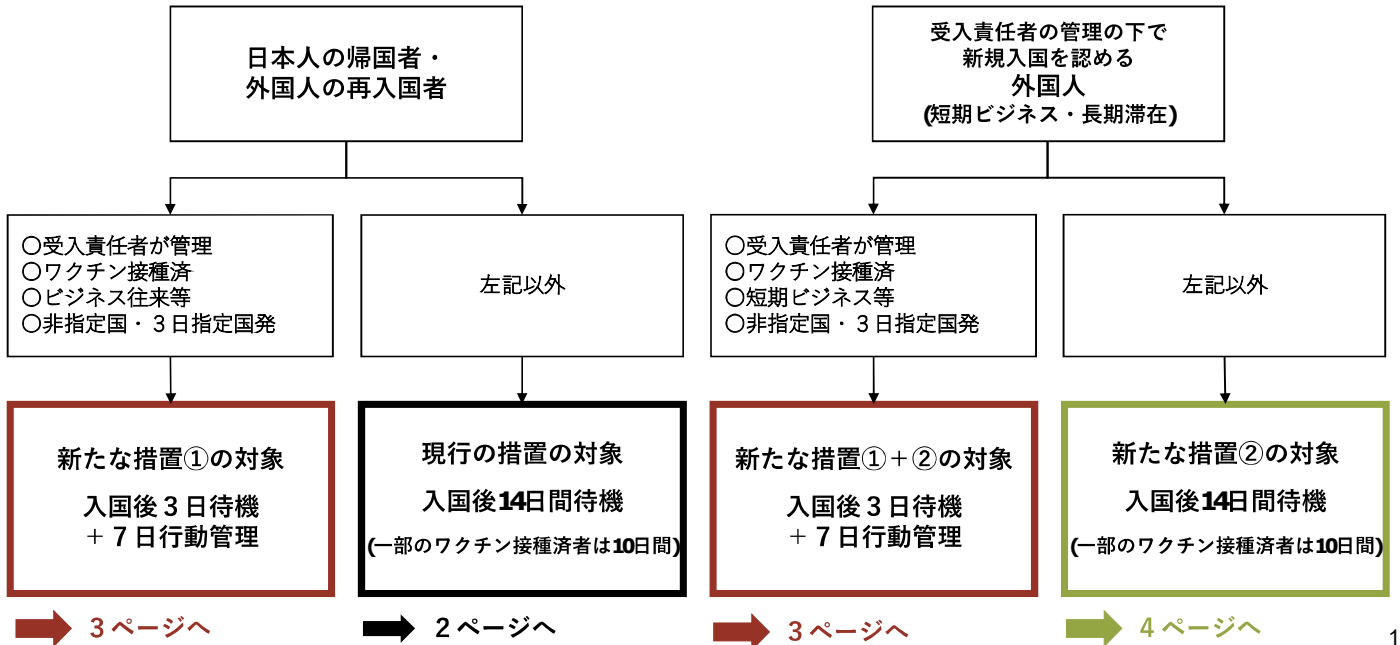 日本人の帰国者・
外国人の再入国者
受入責任者の管理の下で
新規入国を認める
外国人
(短期ビジネス・長期滞在)
〇受入責任者が管理
〇ワクチン接種済
〇ビジネス往来等
〇非指定国・３日指定国発
左記以外
〇受入責任者が管理
〇ワクチン接種済
〇短期ビジネス等
〇非指定国・３日指定国発
左記以外
新たな措置①の対象
入国後３日待機
＋７日行動管理
現行の措置の対象
入国後14日間待機
(一部のワクチン接種済者は10日間)
新たな措置①＋②の対象
入国後３日待機
＋７日行動管理
新たな措置②の対象
入国後14日間待機
(一部のワクチン接種済者は10日間)
３ページへ
２ページへ
３ページへ
４ページへ
1